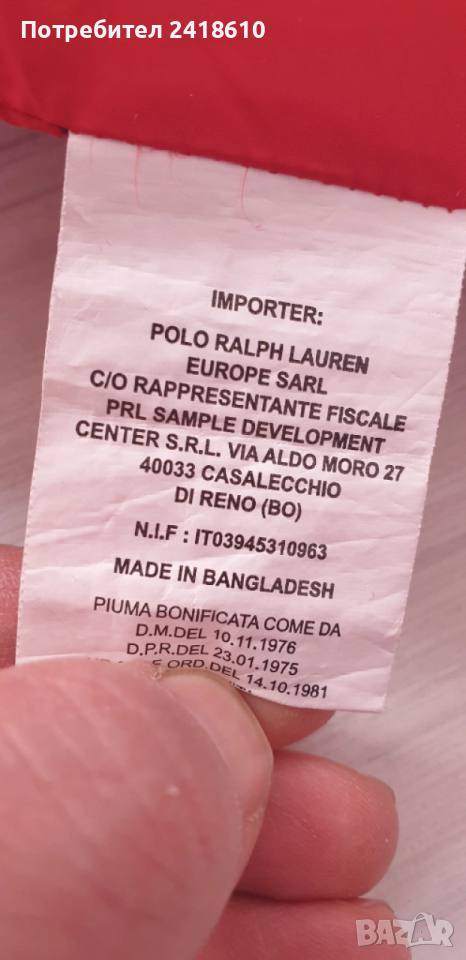 Потребител 2418610
IMPORTER:
POLO RALPH LAUREN
EUROPE SARL
C/O RAPPRESENTANTE FISCALE
PRL SAMPLE DEVELOPMENT
CENTER S.R.L. VIA ALDO MORO 27
40033 CASALECCHIO
DI RENO (BO)
N.I.F : IT03945310963
MADE IN BANGLADESH
PIUMA BONIFICATA COME DA
D.M.DEL 10.11.1976
D.P.R.DEL 23.01.1975
ORD.DEL 14.10.1981
BAZAR